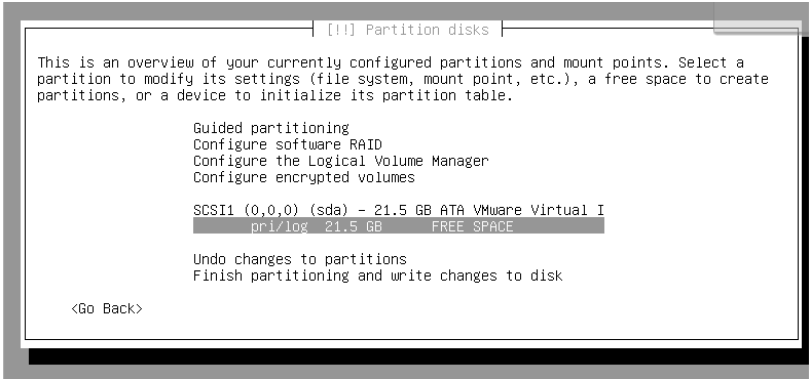 [!!] Partition disks
This is an overview of your currently configured partitions and mount points. Select a
partition to modify its settings (file system, mount point, etc.), a free space to create
partitions, or a device to initialize its partition table.
Guided partitioning
Configure software RAID
Configure the Logical Volume Manager
Configure encrypted volumes
SCSI1 (0,0,0) (sda) - 21.5 GB ATA VMware Virtual I
pri/log 21.5 GB FREE SPACE
Undo changes to partitions
Finish partitioning and write changes to disk
<Go Back>